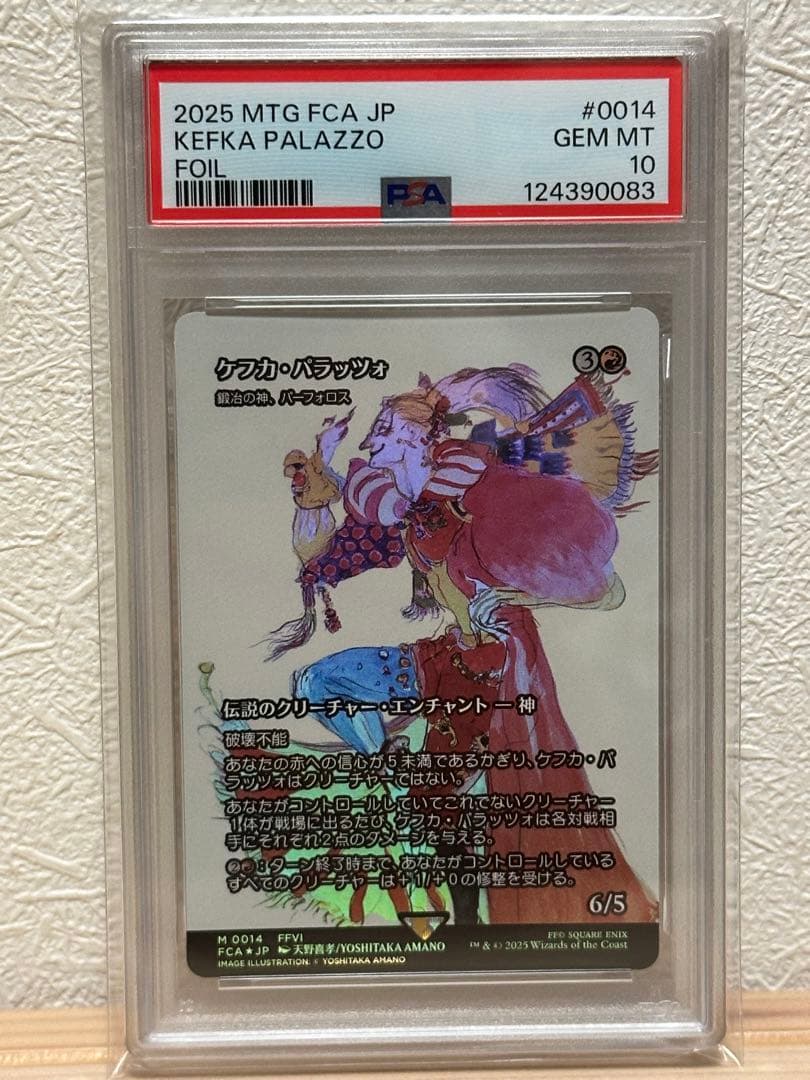 2025 MTG FCA JP #0014
KEFKA PALAZZO GEM MT
FOIL 10
PSA 124390083
ケフカ・パラッツォ 3
鍛冶の神、パーフォロス
伝説のクリーチャー・エンチャント — 神
破壊不能
あなたの赤への信心が5未満であるかぎり、ケフカ・パ
ラッツォはクリーチャーではない。
あなたがコントロールしていてこれでないクリーチャー
1体が戦場に出るたび、ケフカ・パラッツォは各対戦相
手にそれぞれ2点のダメージを与える。
:ターン終了時まで、あなたがコントロールしている
すべてのクリーチャーは+1/+0の修整を受ける。
6/5
M 0014 FFVI FF© SQUARE ENIX
FCA★JP 天野喜孝/YOSHITAKA AMANO ™ & © 2025 Wizards of the Coast
IMAGE ILLUSTRATION: © YOSHITAKA AMANO